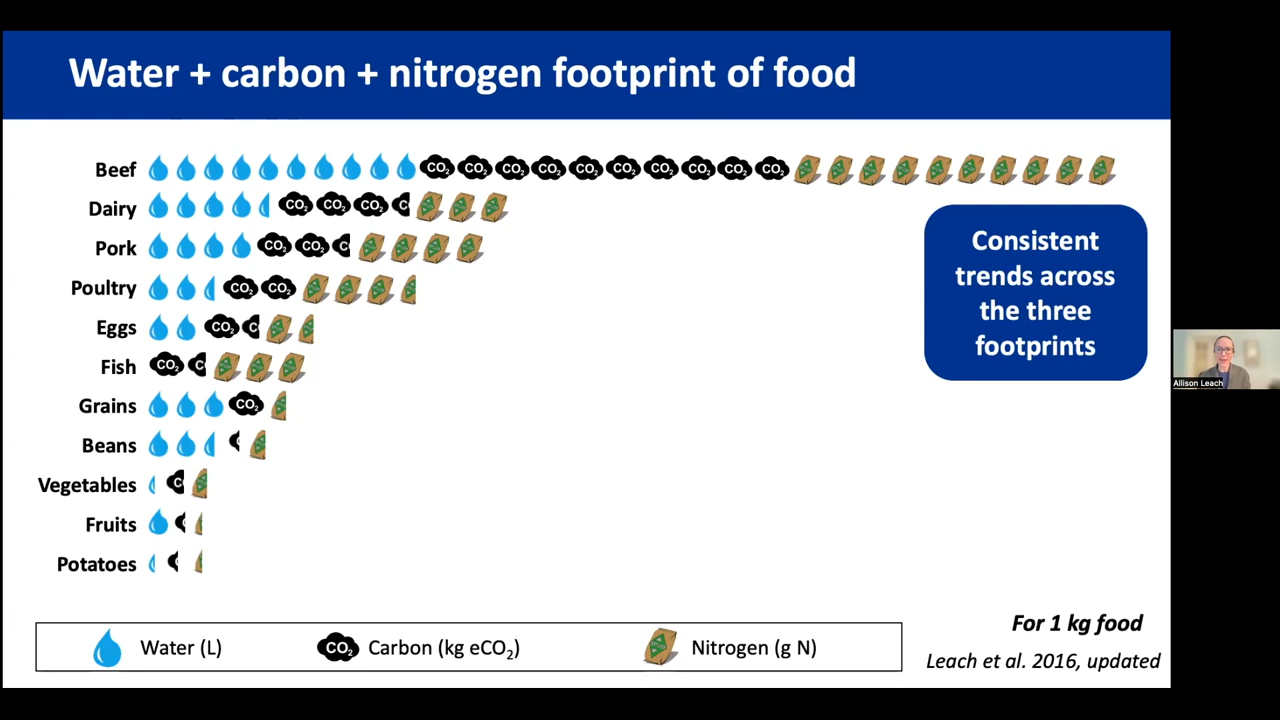 Water + carbon + nitrogen footprint of food
Beef
Dairy
Pork
Poultry
Eggs
Fish
Grains
Beans
Vegetables
Fruits
Potatoes
CO₂
Consistent
trends across
the three
footprints
Allison Leach
Water (L)
CO₂ Carbon (kg eCO₂)
Nitrogen (g N)
For 1 kg food
Leach et al. 2016, updated